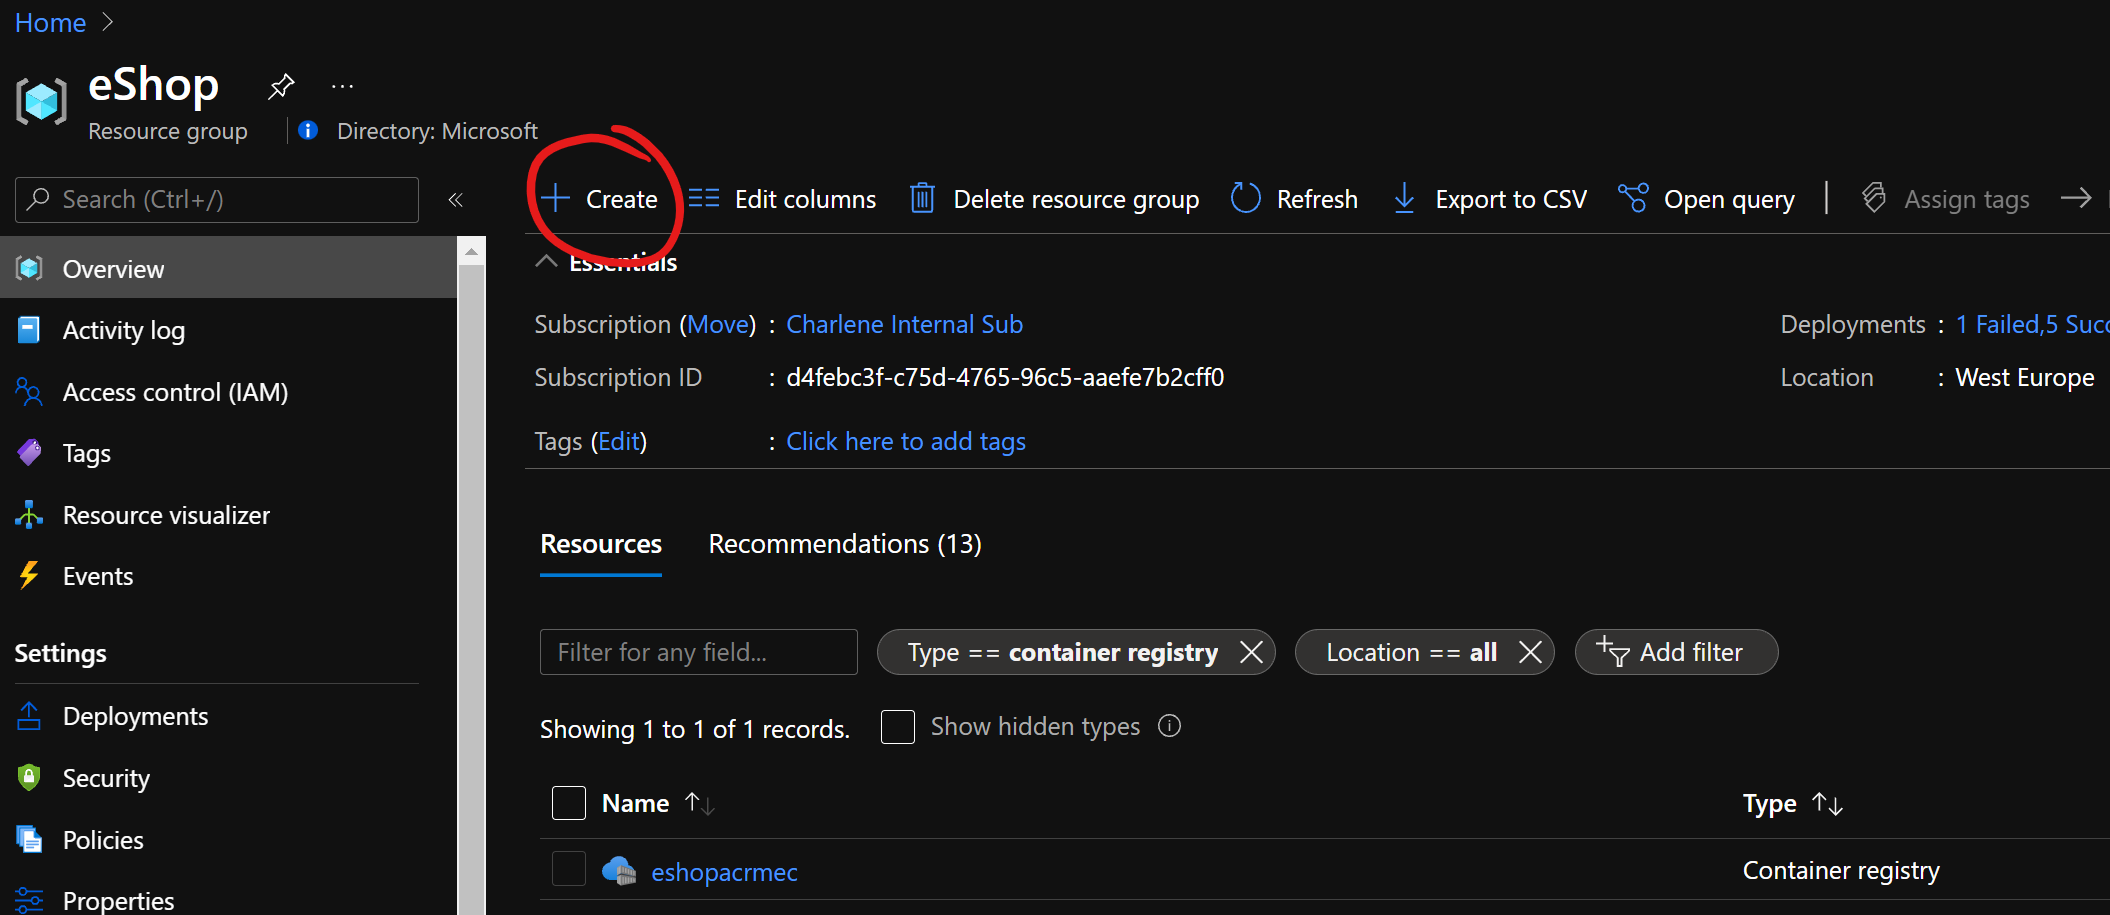 Home
eShop
Resource group
Directory: Microsoft
Search (Ctrl+/)
Create
Edit columns
Delete resource group
Refresh
Export to CSV
Open query
Assign tags
Overview
Activity log
Access control (IAM)
Tags
Resource visualizer
Events
Settings
Deployments
Security
Policies
Properties
Essentials
Subscription (Move) : Charlene Internal Sub
Subscription ID : d4febc3f-c75d-4765-96c5-aaefe7b2cff0
Tags (Edit) : Click here to add tags
Deployments : 1 Failed,5 Succ
Location : West Europe
Resources
Recommendations (13)
Filter for any field...
Type == container registry
Location == all
Add filter
Showing 1 to 1 of 1 records.
Show hidden types
Name
Type
eshopacrmec
Container registry